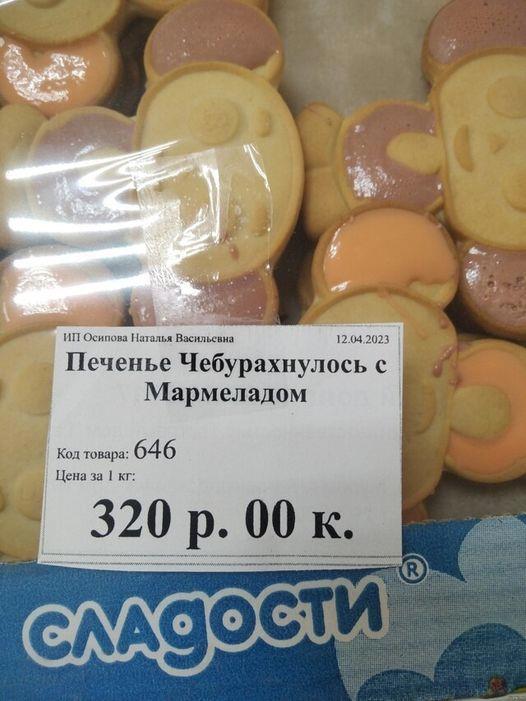 ИП Осипова Наталья Васильевна 12.04.2023
Печенье Чебурахнулось с
Мармеладом
Код товара: 646
Цена за 1 кг:
320 р. 00 к.
СЛАДОСТИ ®